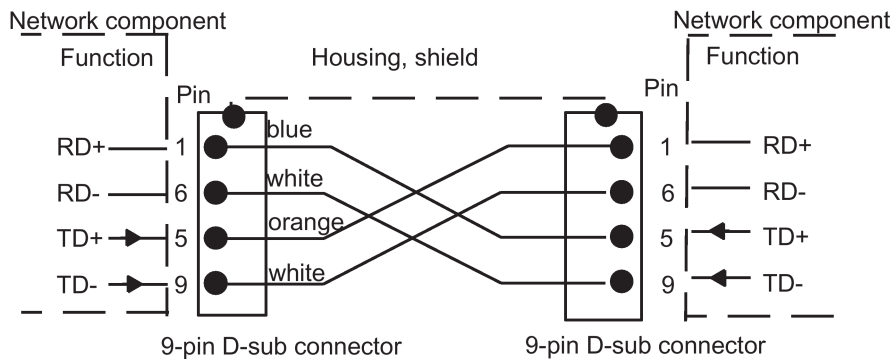 Network component
Network component
Function
Housing, shield
Function
Pin
Pin
blue
RD+ 1
1 RD+
white
RD- 6
6 RD-
orange
TD+ 5
5 TD+
white
TD- 9
9 TD-
9-pin D-sub connector
9-pin D-sub connector